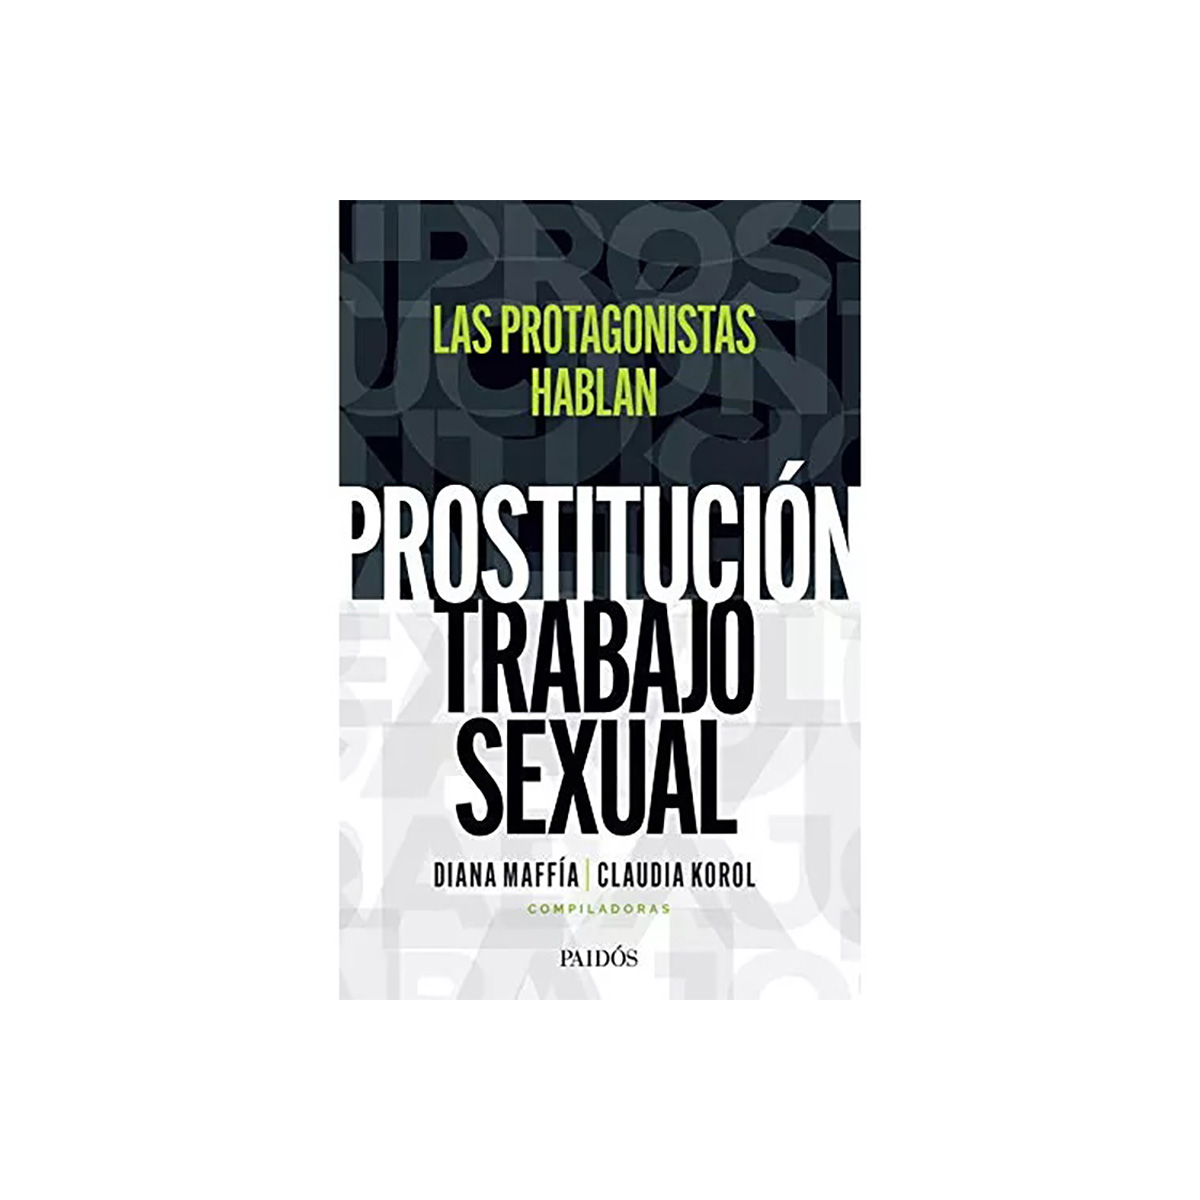 LAS PROTAGONISTAS
HABLAN
PROSTITUCIÓN
TRABAJO
SEXUAL
DIANA MAFFÍA | CLAUDIA KOROL
COMPILADORAS
PAIDÓS